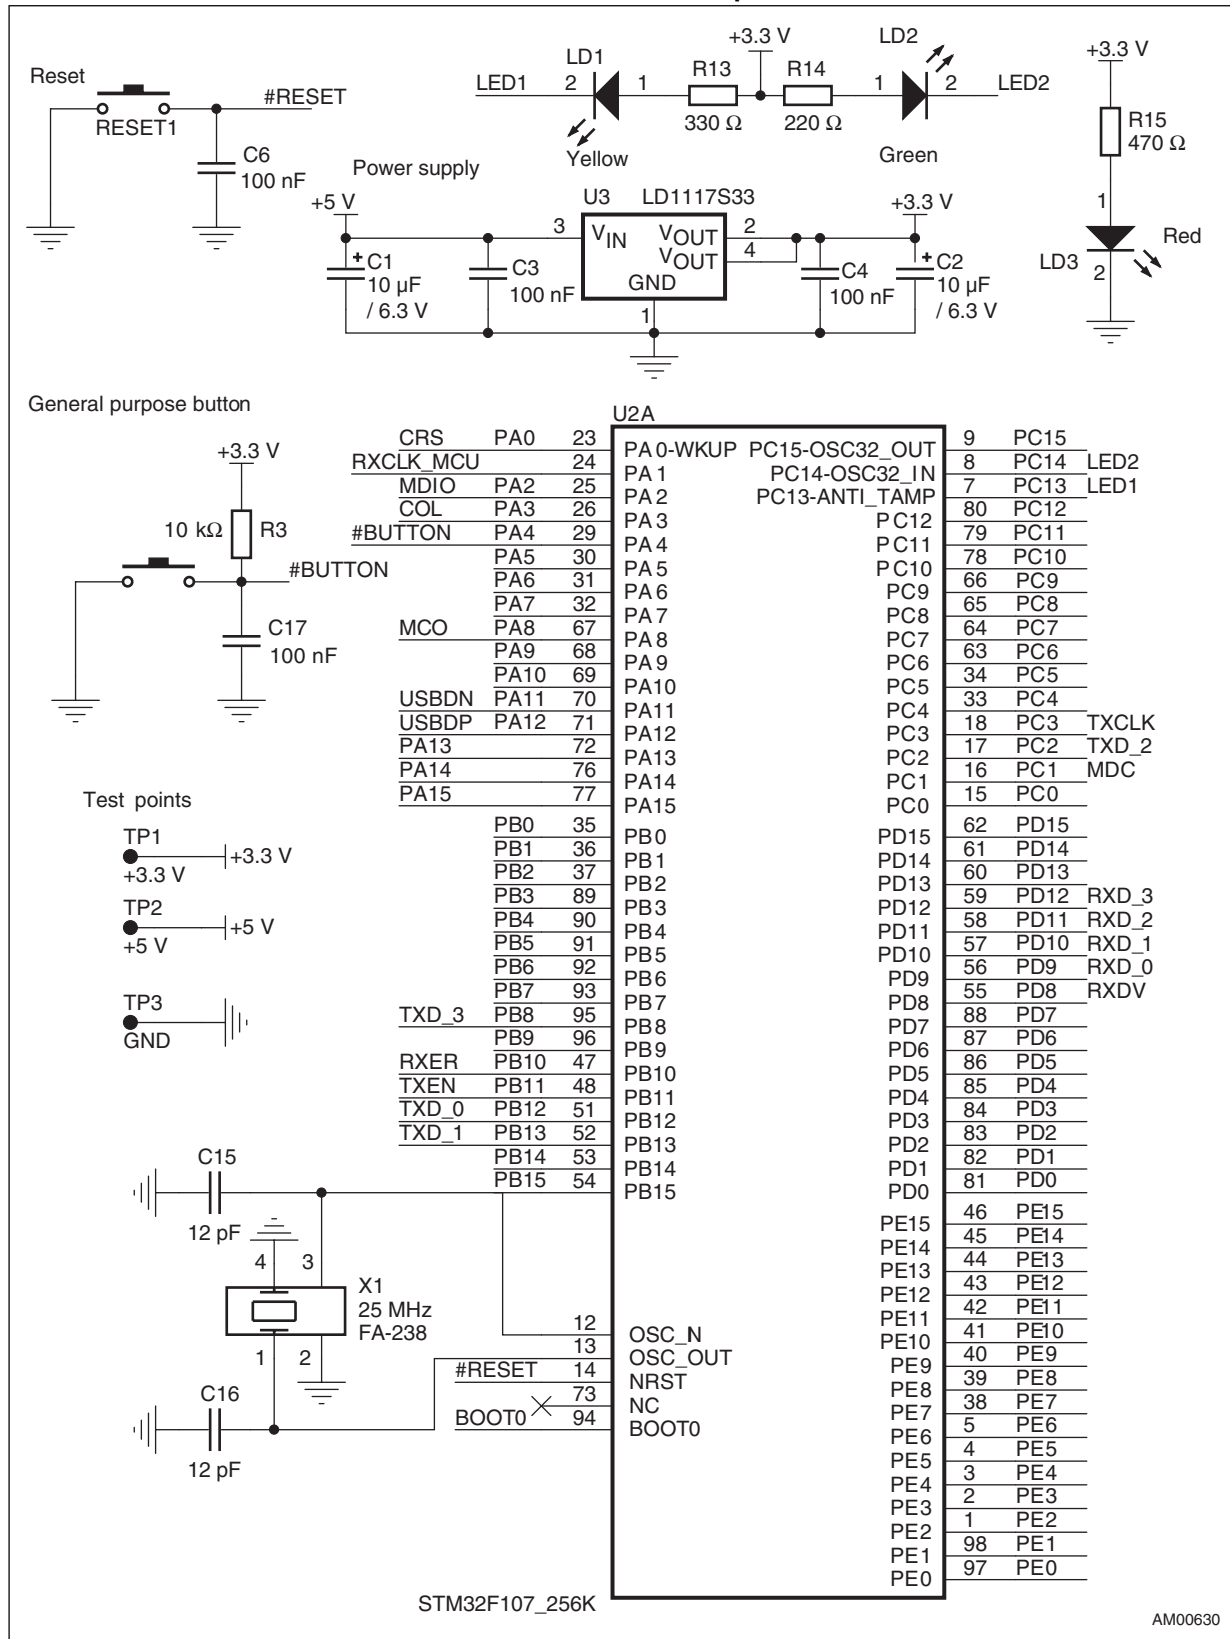 Reset
RESET1
#RESET
C6
100 nF
LD1
LED1 2 1
Yellow
R13
330 Ω
+3.3 V
R14
220 Ω
LD2
1 2 LED2
Green
+3.3 V
R15
470 Ω
1
Red
LD3
2
Power supply
+5 V
C1
10 µF
/ 6.3 V
C3
100 nF
U3 LD1117S33
3 VIN VOUT 2
VOUT 4
GND
1
C4
100 nF
+3.3 V
C2
10 µF
/ 6.3 V
General purpose button
+3.3 V
10 kΩ R3
#BUTTON
C17
100 nF
Test points
TP1
+3.3 V
+3.3 V
TP2
+5 V
+5 V
TP3
GND
C15
12 pF
4 3
X1
25 MHz
FA-238
1 2
C16
12 pF
U2A
CRS PA0 23 PA0-WKUP
RXCLK_MCU 24 PA1
MDIO PA2 25 PA2
COL PA3 26 PA3
#BUTTON PA4 29 PA4
PA5 30 PA5
PA6 31 PA6
PA7 32 PA7
MCO PA8 67 PA8
PA9 68 PA9
PA10 69 PA10
USBDN PA11 70 PA11
USBDP PA12 71 PA12
PA13 72 PA13
PA14 76 PA14
PA15 77 PA15
PB0 35 PB0
PB1 36 PB1
PB2 37 PB2
PB3 89 PB3
PB4 90 PB4
PB5 91 PB5
PB6 92 PB6
PB7 93 PB7
TXD_3 PB8 95 PB8
PB9 96 PB9
RXER PB10 47 PB10
TXEN PB11 48 PB11
TXD_0 PB12 51 PB12
TXD_1 PB13 52 PB13
PB14 53 PB14
PB15 54 PB15
12 OSC_N
13 OSC_OUT
#RESET 14 NRST
73 NC
BOOT0 94 BOOT0
PC15-OSC32_OUT 9 PC15
PC14-OSC32_IN 8 PC14 LED2
PC13-ANTI_TAMP 7 PC13 LED1
PC12 80 PC12
PC11 79 PC11
PC10 78 PC10
PC9 66 PC9
PC8 65 PC8
PC7 64 PC7
PC6 63 PC6
PC5 34 PC5
PC4 33 PC4
PC3 18 PC3 TXCLK
PC2 17 PC2 TXD_2
PC1 16 PC1 MDC
PC0 15 PC0
PD15 62 PD15
PD14 61 PD14
PD13 60 PD13
PD12 59 PD12 RXD_3
PD11 58 PD11 RXD_2
PD10 57 PD10 RXD_1
PD9 56 PD9 RXD_0
PD8 55 PD8 RXDV
PD7 88 PD7
PD6 87 PD6
PD5 86 PD5
PD4 85 PD4
PD3 84 PD3
PD2 83 PD2
PD1 82 PD1
PD0 81 PD0
PE15 46 PE15
PE14 45 PE14
PE13 44 PE13
PE12 43 PE12
PE11 42 PE11
PE10 41 PE10
PE9 40 PE9
PE8 39 PE8
PE7 38 PE7
PE6 5 PE6
PE5 4 PE5
PE4 3 PE4
PE3 2 PE3
PE2 1 PE2
PE1 98 PE1
PE0 97 PE0
STM32F107_256K
AM00630